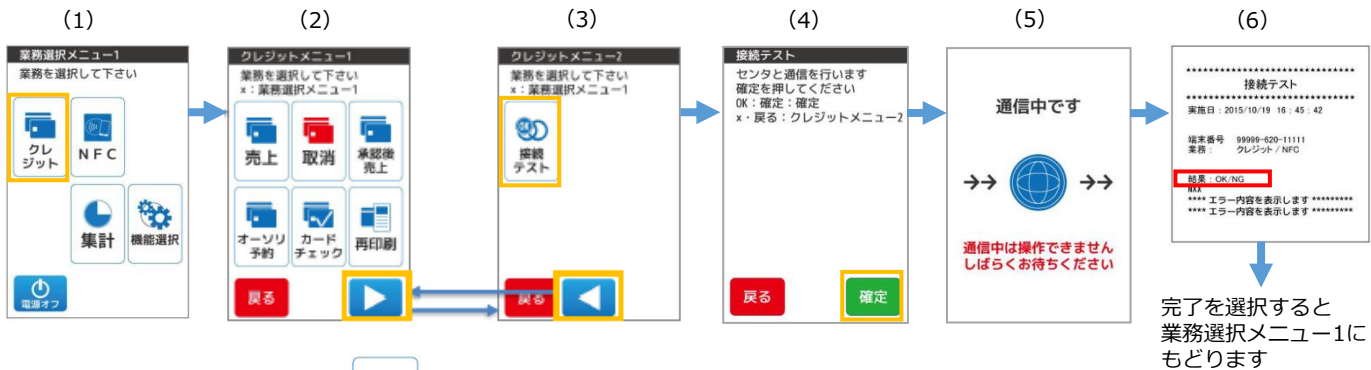 (1)
(2)
(3)
(4)
(5)
(6)
業務選択メニュー1
業務を選択して下さい
クレ
ジット
NFC
集計
機能選択
電源オフ
クレジットメニュー1
業務を選択して下さい
x：業務選択メニュー1
売上
取消
承認後
売上
オーソリ
予約
カード
チェック
再印刷
戻る
クレジットメニュー2
業務を選択して下さい
x：業務選択メニュー1
OK
接続
テスト
戻る
接続テスト
センタと通信を行います
確定を押してください
OK：確定：確定
x・戻る：クレジットメニュー2
戻る
確定
通信中です
→→
→→
通信中は操作できません
しばらくお待ちください
******************************
接続テスト
******************************
実施日：2015/10/19 16：45：42
端末番号 99999-620-11111
業務： クレジット / NFC
結果：OK/NG
NXX
**** エラー内容を表示します *********
**** エラー内容を表示します *********
完了を選択すると
業務選択メニュー1に
もどります